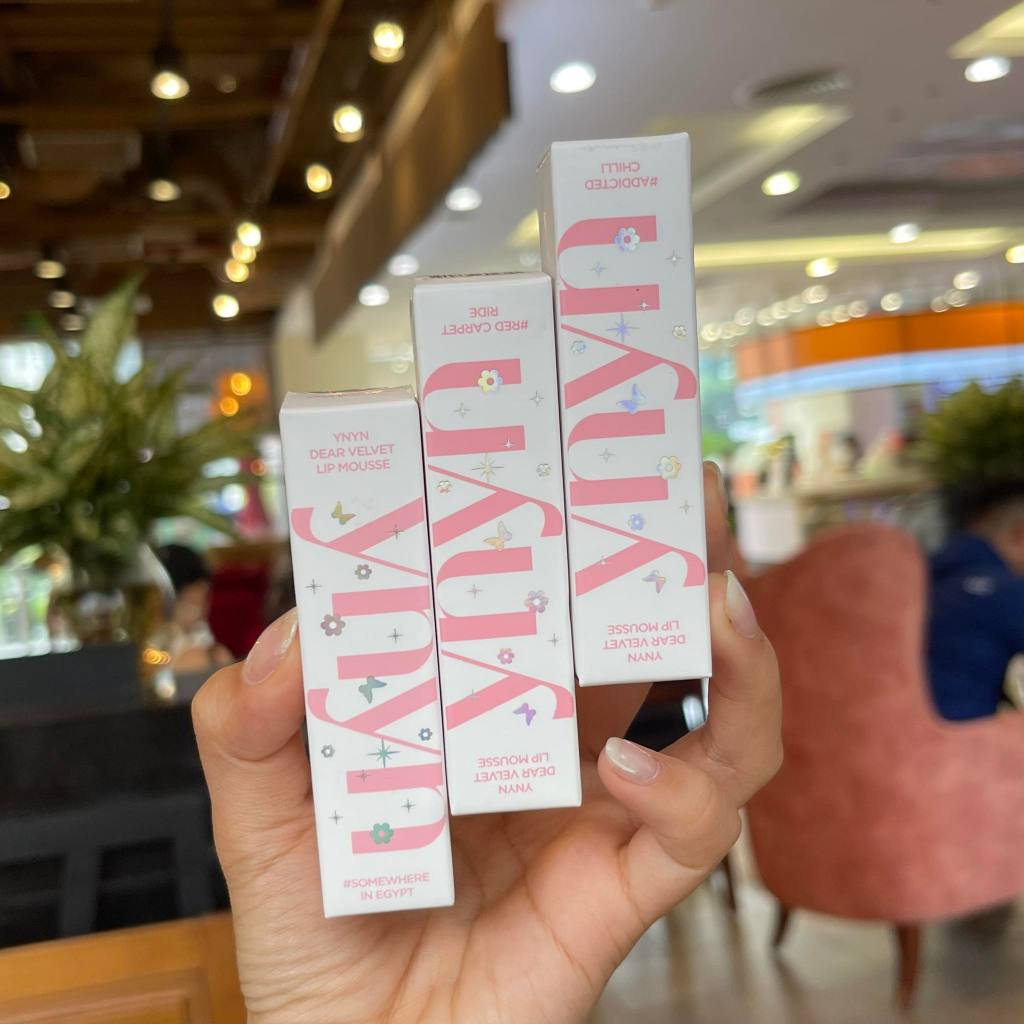 YNYN
DEAR VELVET
LIP MOUSSE
ynyn
#SOMEWHERE
IN EGYPT
YNYN
DEAR VELVET
LIP MOUSSE
ynyn
#RED CARPET
RIDE
YNYN
DEAR VELVET
LIP MOUSSE
ynyn
#ADDICTED
CHILLI